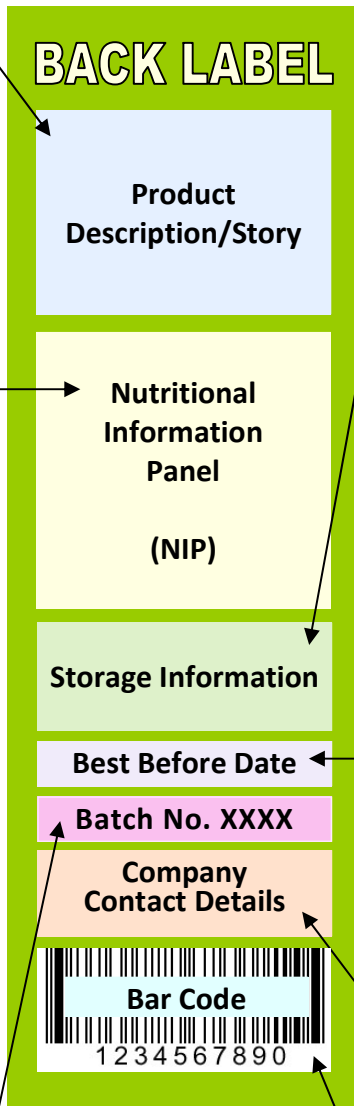 BACK LABEL
Product
Description/Story
Nutritional
Information
Panel
(NIP)
Storage Information
Best Before Date
Batch No. XXXX
Company
Contact Details
Bar Code
1234567890